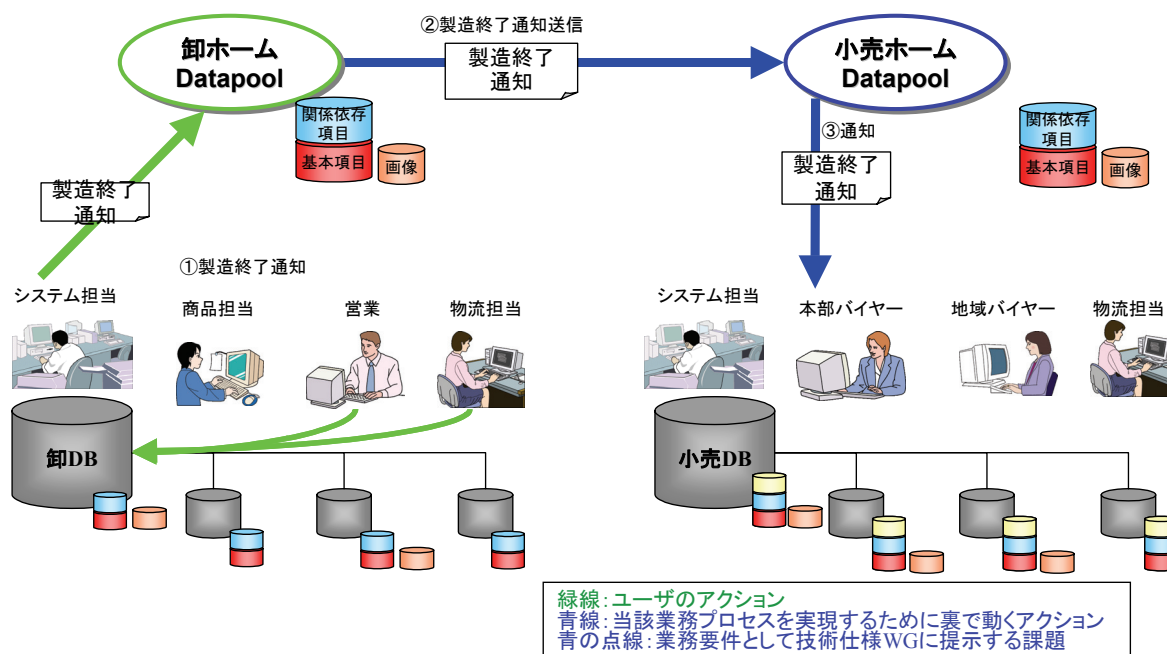 ②製造終了通知送信
卸ホーム
Datapool
製造終了
通知
小売ホーム
Datapool
関係依存
項目
基本項目
画像
③通知
製造終了
通知
関係依存
項目
基本項目
画像
製造終了
通知
①製造終了通知
システム担当
商品担当
営業
物流担当
システム担当
本部バイヤー
地域バイヤー
物流担当
卸DB
小売DB
緑線：ユーザのアクション
青線：当該業務プロセスを実現するために裏で動くアクション
青の点線：業務要件として技術仕様WGに提示する課題